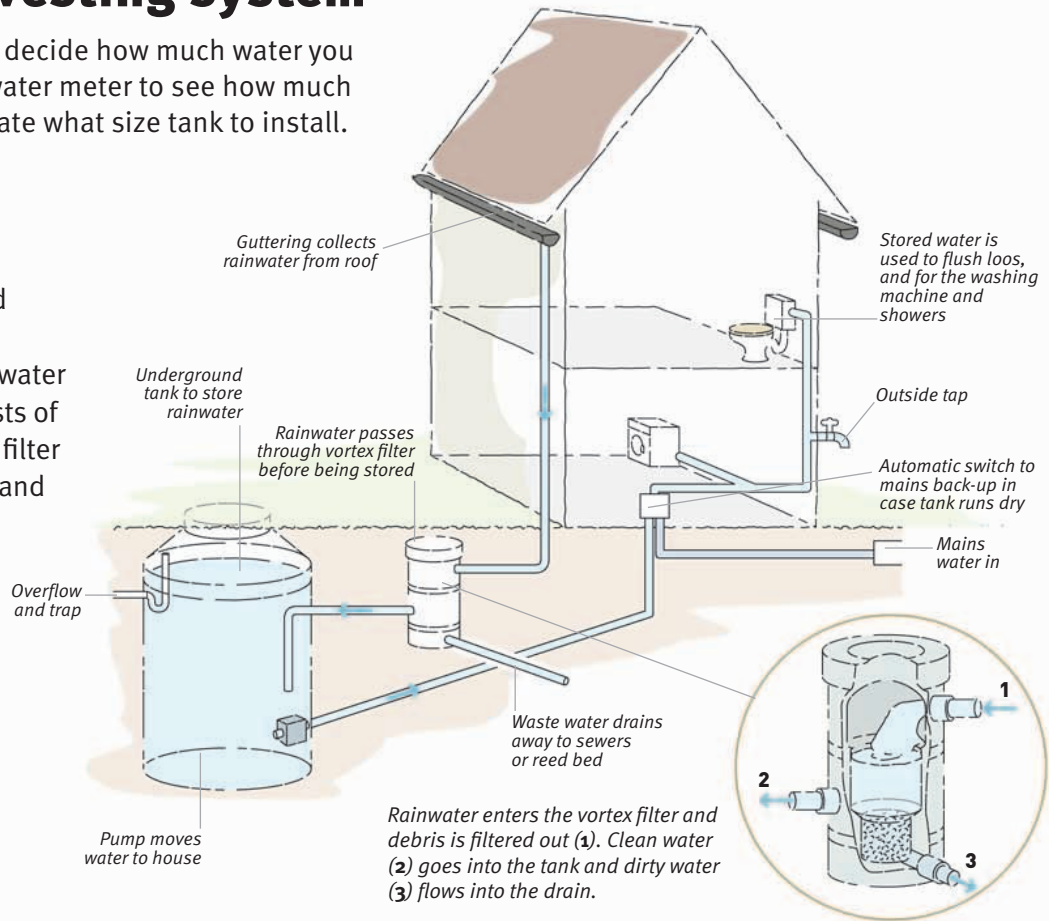 vesting system
decide how much water you
water meter to see how much
ate what size tank to install.
d
water
sts of
filter
and
Guttering collects
rainwater from roof
Stored water is
used to flush loos,
and for the washing
machine and
showers
Underground
tank to store
rainwater
Rainwater passes
through vortex filter
before being stored
Outside tap
Automatic switch to
mains back-up in
case tank runs dry
Mains
water in
Overflow
and trap
Waste water drains
away to sewers
or reed bed
Pump moves
water to house
Rainwater enters the vortex filter and
debris is filtered out (1). Clean water
(2) goes into the tank and dirty water
(3) flows into the drain.
1
2
3